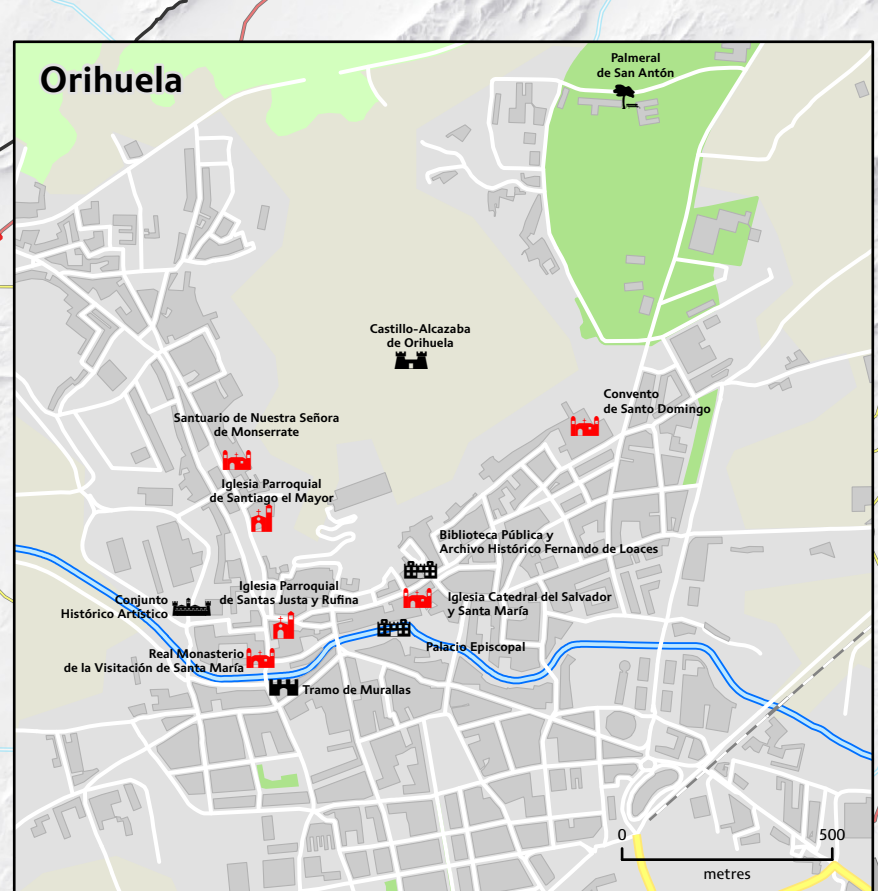 Orihuela
Palmeral
de San Antón
Castillo-Alcazaba
de Orihuela
Convento
de Santo Domingo
Santuario de Nuestra Señora
de Monserrate
Iglesia Parroquial
de Santiago el Mayor
Biblioteca Pública y
Archivo Histórico Fernando de Loaces
Iglesia Parroquial
de Santas Justa y Rufina
Conjunto
Histórico Artístico
Iglesia Catedral del Salvador
y Santa María
Palacio Episcopal
Real Monasterio
de la Visitación de Santa María
Tramo de Murallas
0 500
metres